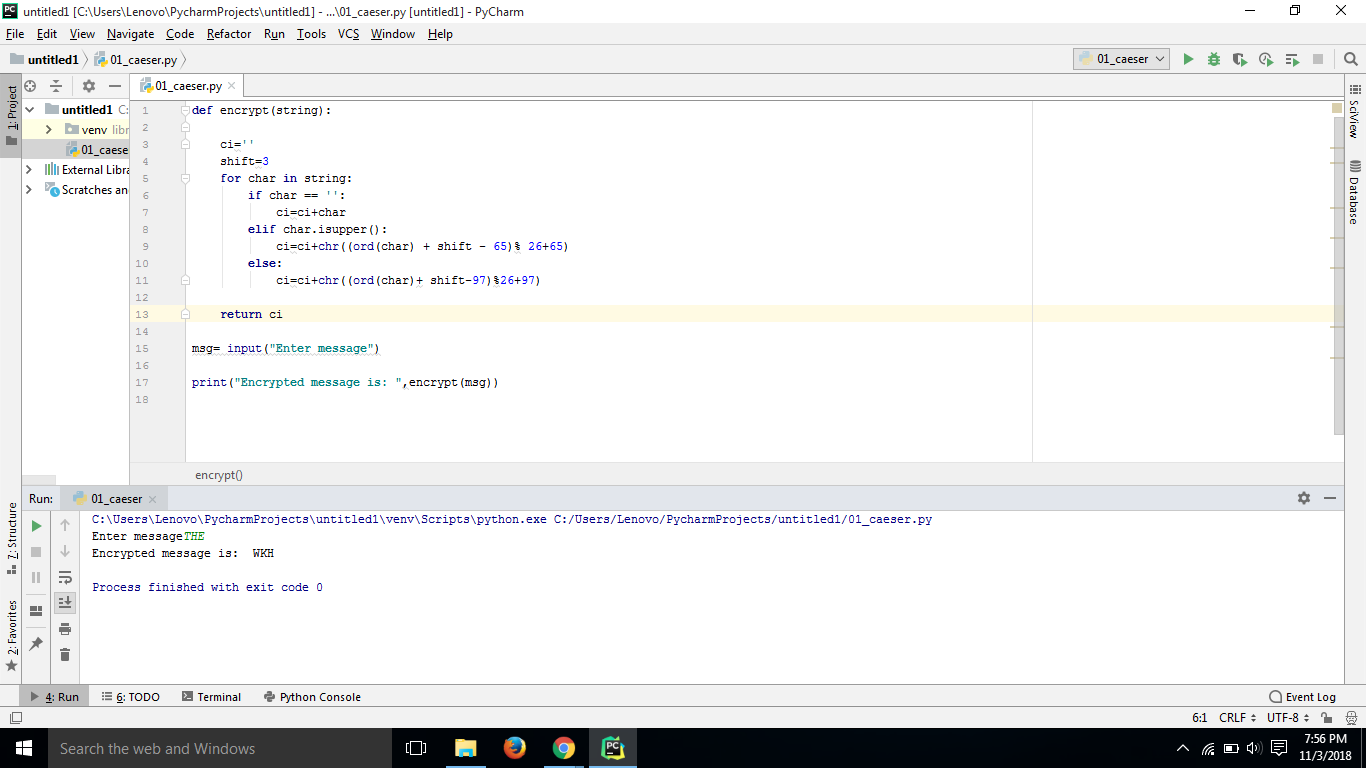 untitled1 [C:\Users\Lenovo\PycharmProjects\untitled1] - ...\01_caeser.py [untitled1] - PyCharm
File Edit View Navigate Code Refactor Run Tools VCS Window Help
untitled1 01_caeser.py 01_caeser
1: Project
01_caeser.py
untitled1 C:
venv libr
01_caese
External Libra
Scratches an
1 def encrypt(string):
2
3 ci=''
4 shift=3
5 for char in string:
6 if char == '':
7 ci=ci+char
8 elif char.isupper():
9 ci=ci+chr((ord(char) + shift - 65)% 26+65)
10 else:
11 ci=ci+chr((ord(char)+ shift-97)%26+97)
12
13 return ci
14
15 msg= input("Enter message")
16
17 print("Encrypted message is: ",encrypt(msg))
18
encrypt()
SciView
Database
Run: 01_caeser
C:\Users\Lenovo\PycharmProjects\untitled1\venv\Scripts\python.exe C:/Users/Lenovo/PycharmProjects/untitled1/01_caeser.py
Enter messageTHE
Encrypted message is:  WKH
Process finished with exit code 0
7: Structure
2: Favorites
4: Run 6: TODO Terminal Python Console Event Log
6:1 CRLF UTF-8
Search the web and Windows
PC
7:56 PM
11/3/2018